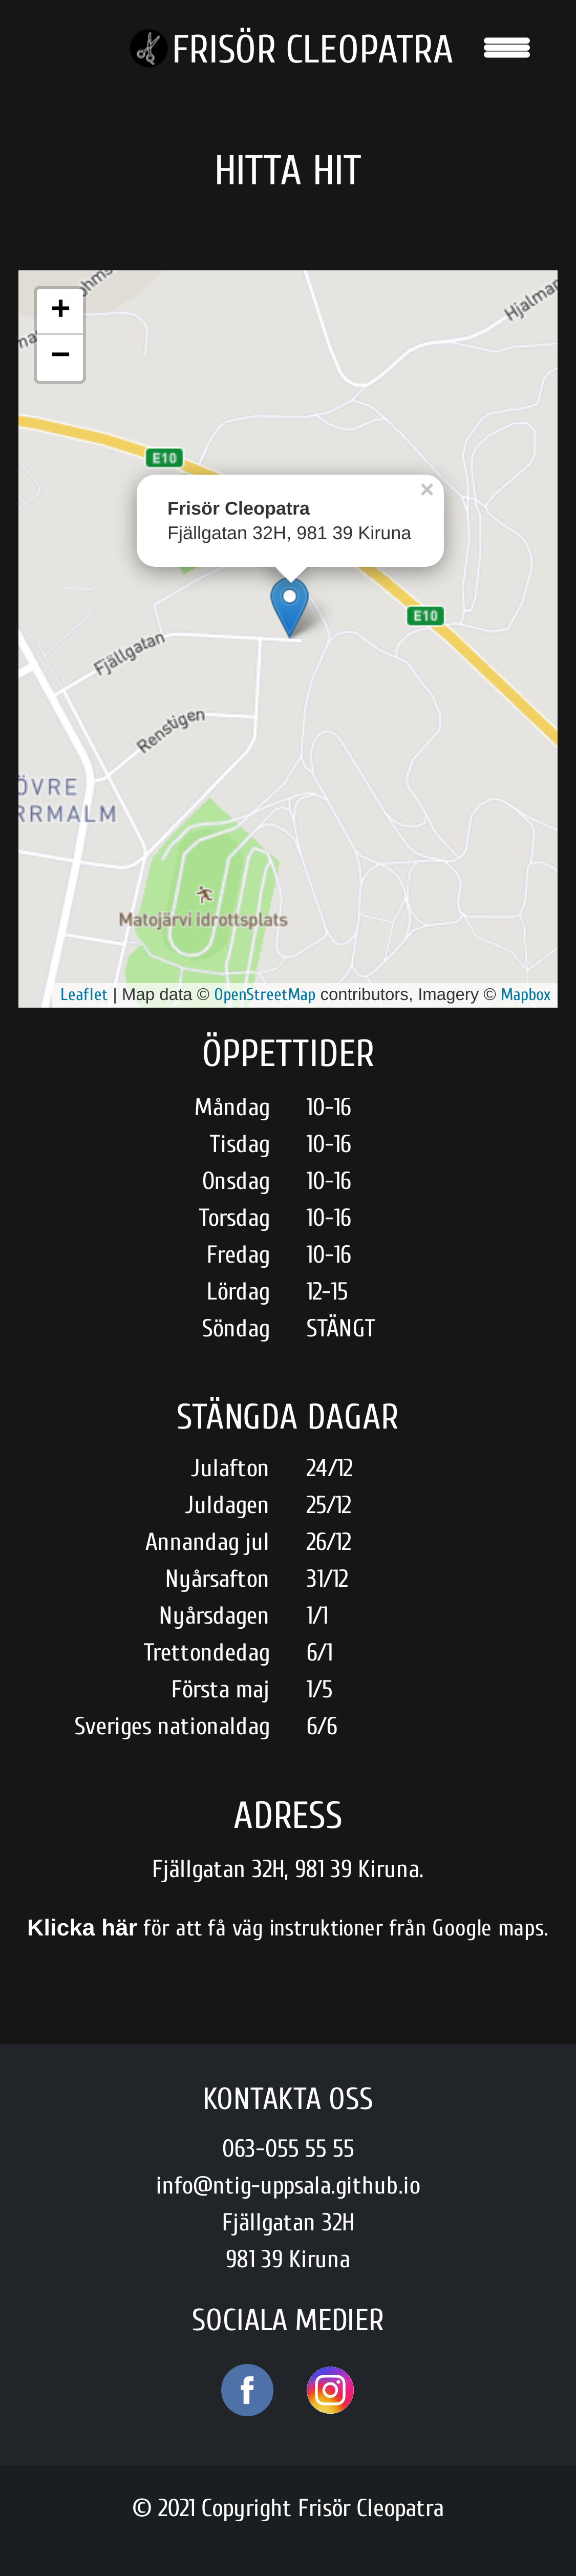 FRISÖR CLEOPATRA
HITTA HIT
+
−
E10
×
Frisör Cleopatra
Fjällgatan 32H, 981 39 Kiruna
E10
Fjällgatan
Renstigen
ÖVRE
RRMALM
Matojärvi idrottsplats
Leaflet | Map data © OpenStreetMap contributors, Imagery © Mapbox
ÖPPETTIDER
Måndag 10-16
Tisdag 10-16
Onsdag 10-16
Torsdag 10-16
Fredag 10-16
Lördag 12-15
Söndag STÄNGT
STÄNGDA DAGAR
Julafton 24/12
Juldagen 25/12
Annandag jul 26/12
Nyårsafton 31/12
Nyårsdagen 1/1
Trettondedag 6/1
Första maj 1/5
Sveriges nationaldag 6/6
ADRESS
Fjällgatan 32H, 981 39 Kiruna.
Klicka här för att få väg instruktioner från Google maps.
KONTAKTA OSS
063-055 55 55
info@ntig-uppsala.github.io
Fjällgatan 32H
981 39 Kiruna
SOCIALA MEDIER
© 2021 Copyright Frisör Cleopatra